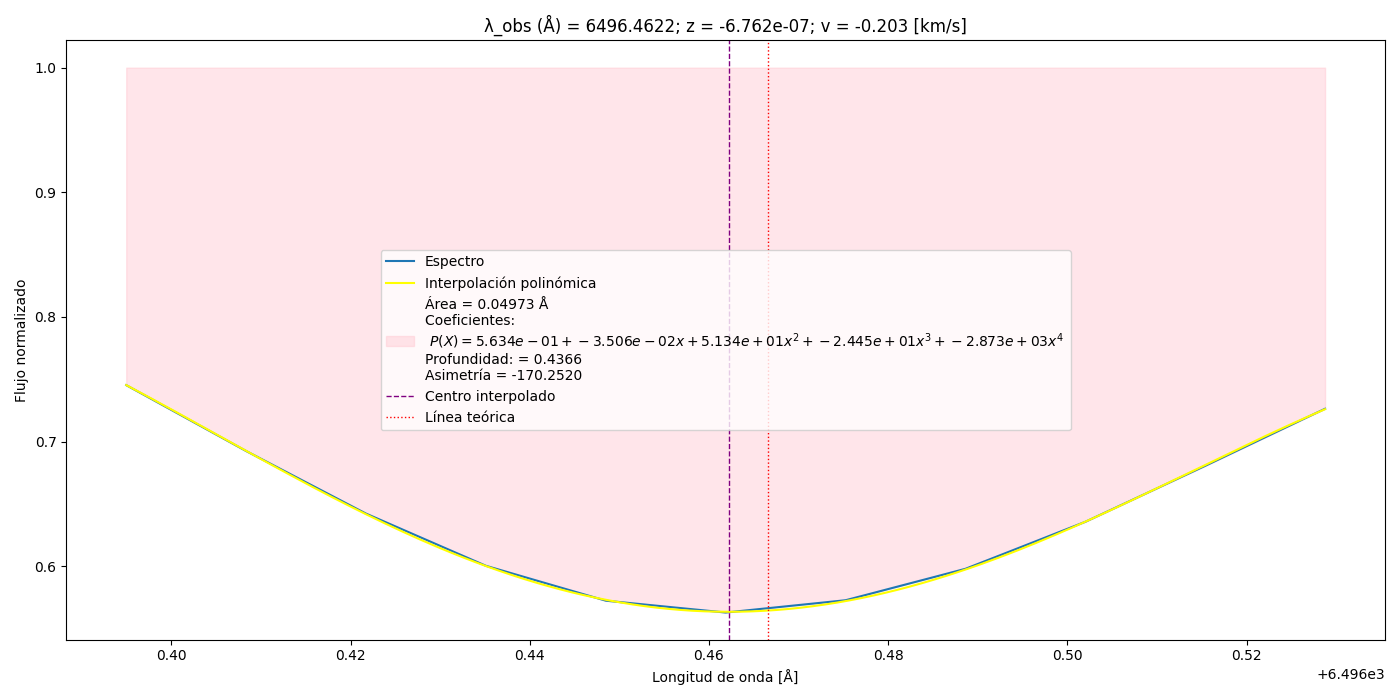 λ_obs (Å) = 6496.4622; z = -6.762e-07; v = -0.203 [km/s]
Flujo normalizado
1.0
0.9
0.8
0.7
0.6
Espectro
Interpolación polinómica
Área = 0.04973 Å
Coeficientes:
P(X) = 5.634e − 01 + −3.506e − 02x + 5.134e + 01x² + −2.445e + 01x³ + −2.873e + 03x⁴
Profundidad: = 0.4366
Asimetría = -170.2520
Centro interpolado
Línea teórica
0.40 0.42 0.44 0.46 0.48 0.50 0.52
+6.496e3
Longitud de onda [Å]